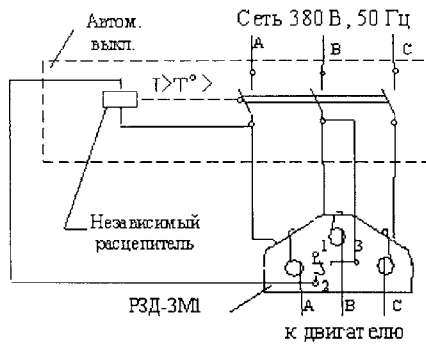 Автом.
выкл.
Сеть 380 В, 50 Гц
А В С
I>T°>
Независимый
расцепитель
1 3
2
РЗД-3М1
А В С
к двигателю